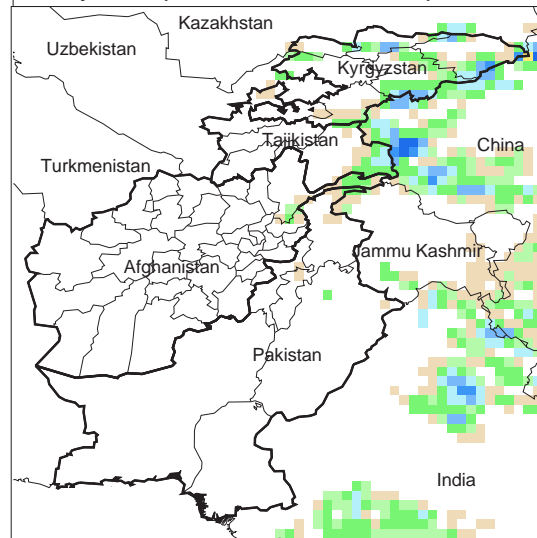 Kazakhstan
Uzbekistan
Kyrgyzstan
Tajikistan
China
Turkmenistan
Jammu Kashmir
Afghanistan
Pakistan
India